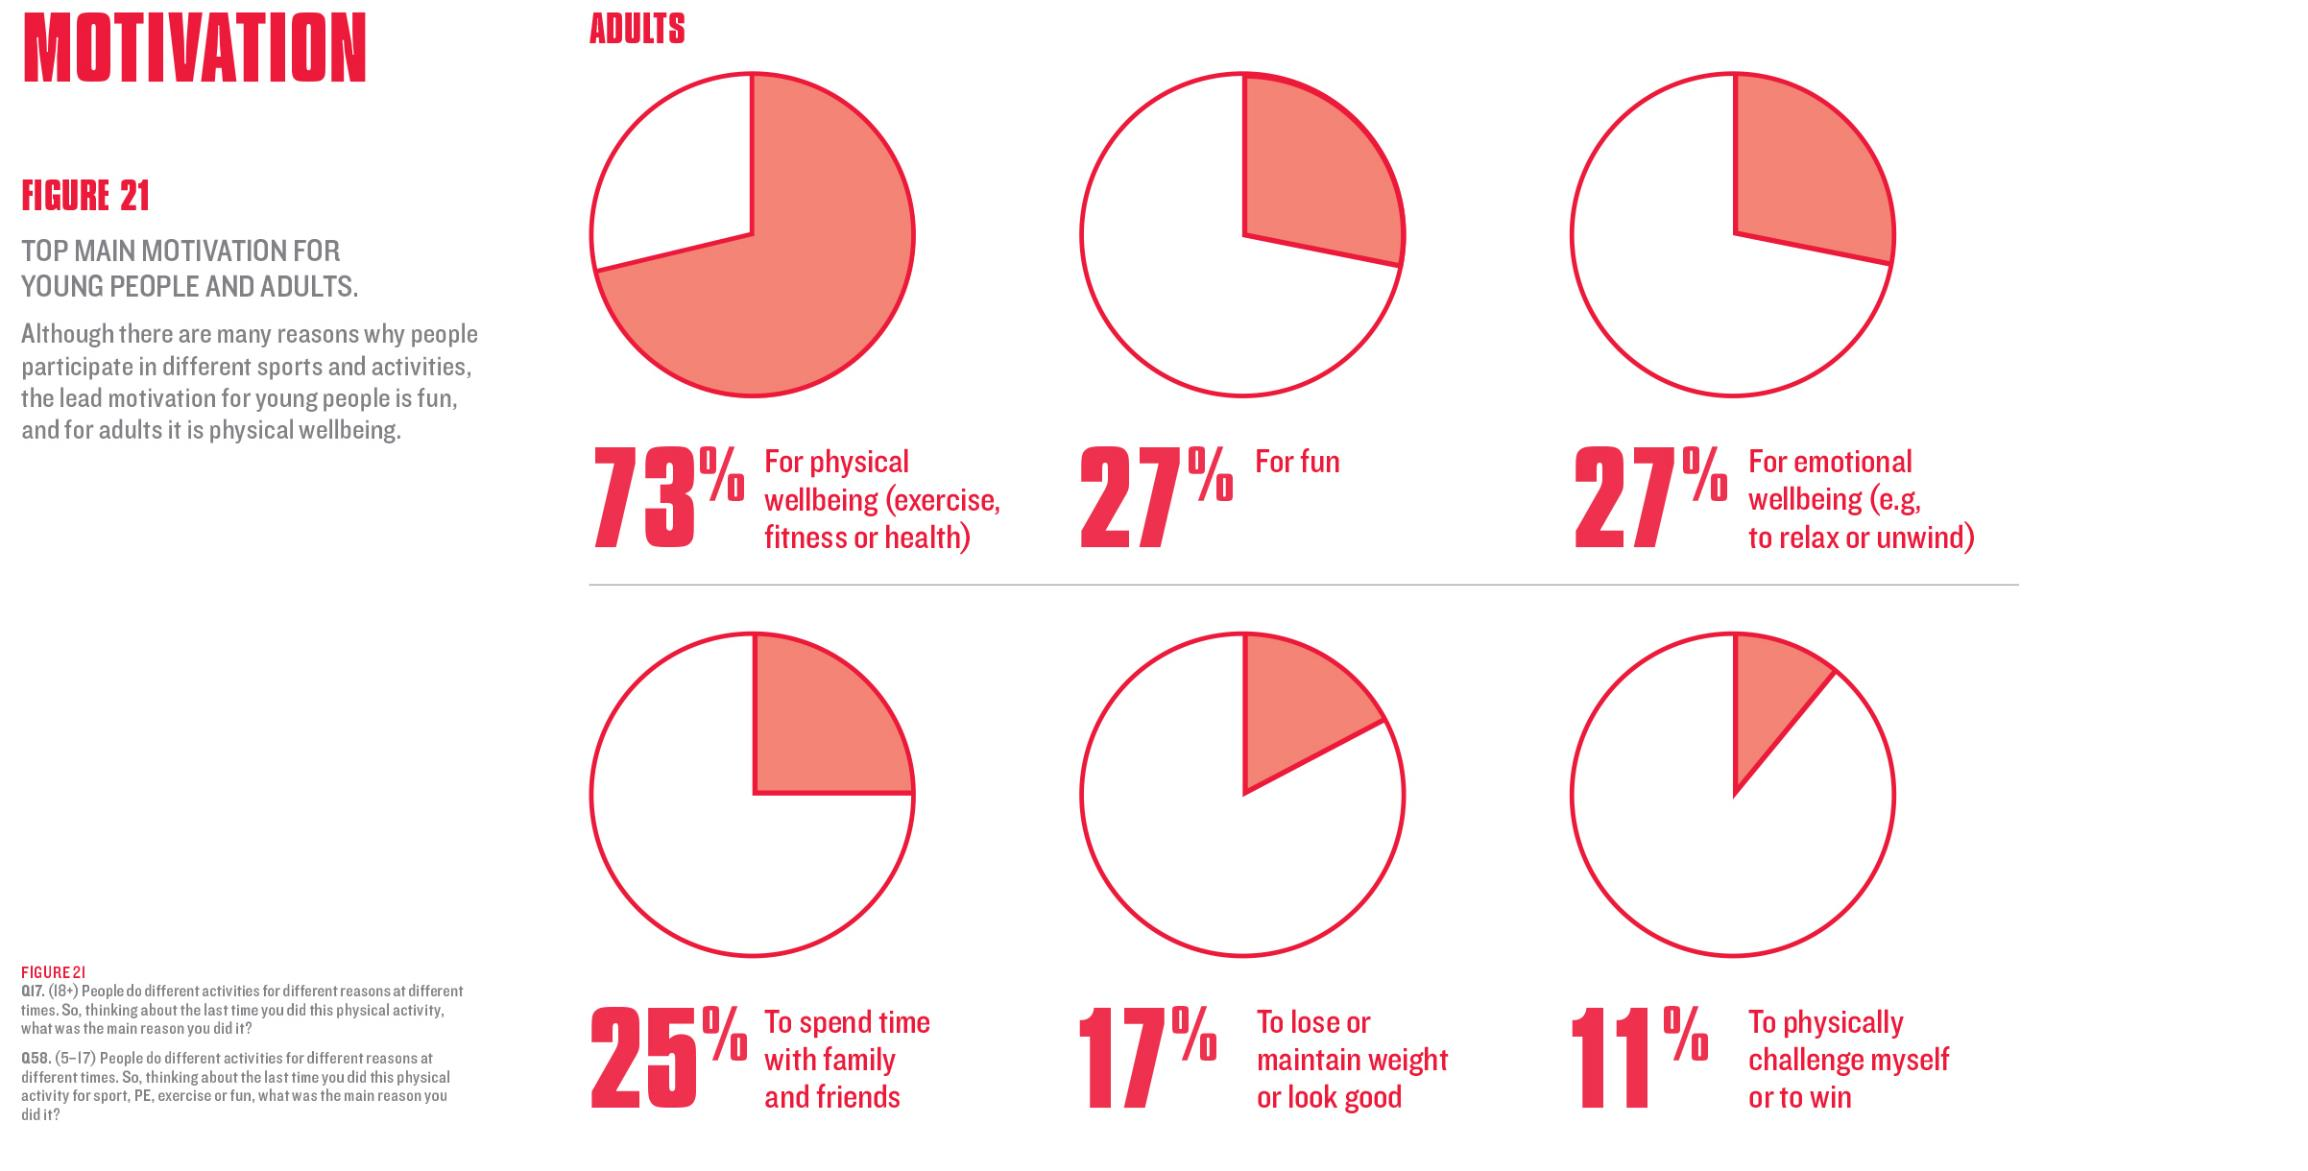 MOTIVATION
FIGURE 21
TOP MAIN MOTIVATION FOR
YOUNG PEOPLE AND ADULTS.
Although there are many reasons why people
participate in different sports and activities,
the lead motivation for young people is fun,
and for adults it is physical wellbeing.
ADULTS
73% For physical
wellbeing (exercise,
fitness or health)
27% For fun
27% For emotional
wellbeing (e.g,
to relax or unwind)
25% To spend time
with family
and friends
17% To lose or
maintain weight
or look good
11% To physically
challenge myself
or to win
FIGURE 21
Q17. (18+) People do different activities for different reasons at different
times. So, thinking about the last time you did this physical activity,
what was the main reason you did it?
Q58. (5–17) People do different activities for different reasons at
different times. So, thinking about the last time you did this physical
activity for sport, PE, exercise or fun, what was the main reason you
did it?